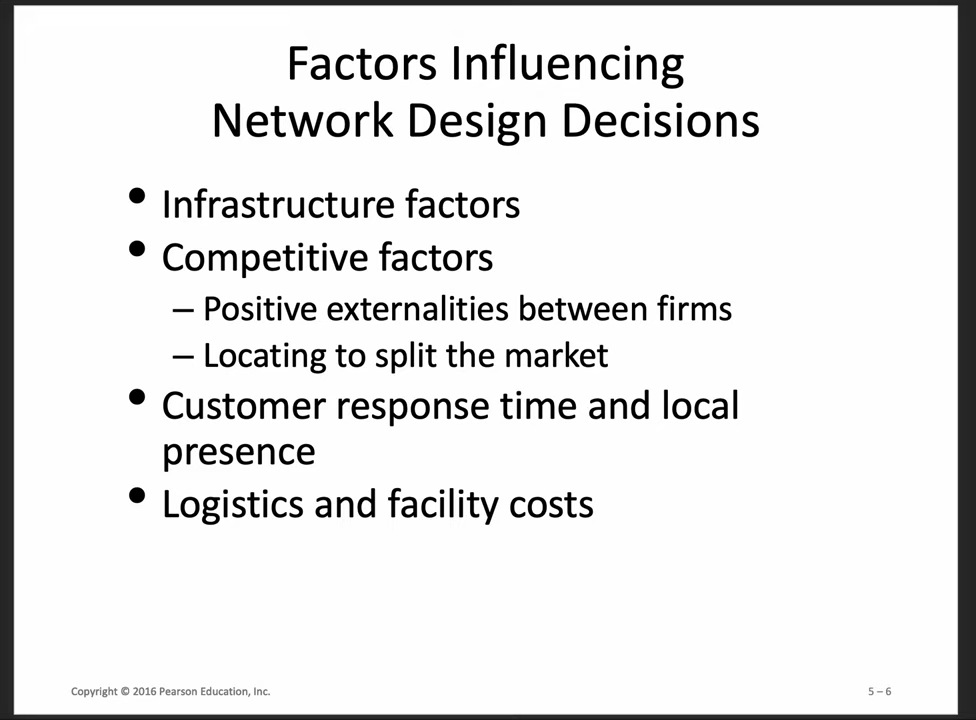 Factors Influencing
Network Design Decisions
• Infrastructure factors
• Competitive factors
– Positive externalities between firms
– Locating to split the market
• Customer response time and local
presence
• Logistics and facility costs
Copyright © 2016 Pearson Education, Inc.
5 – 6